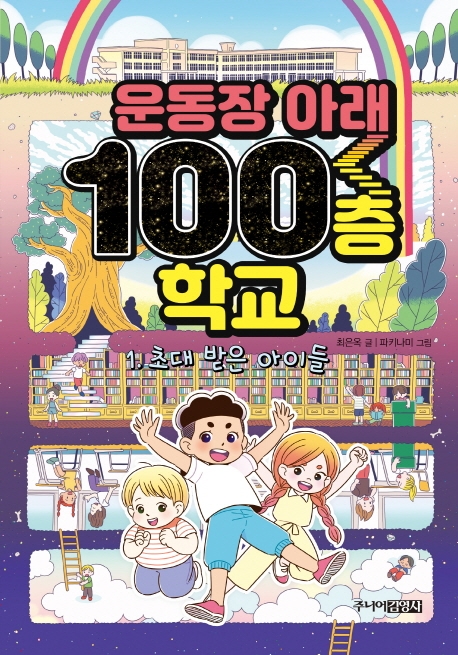 운동장 아래
100층
학교
최은옥 글 | 파키나미 그림
1. 초대 받은 아이들
주니어김영사